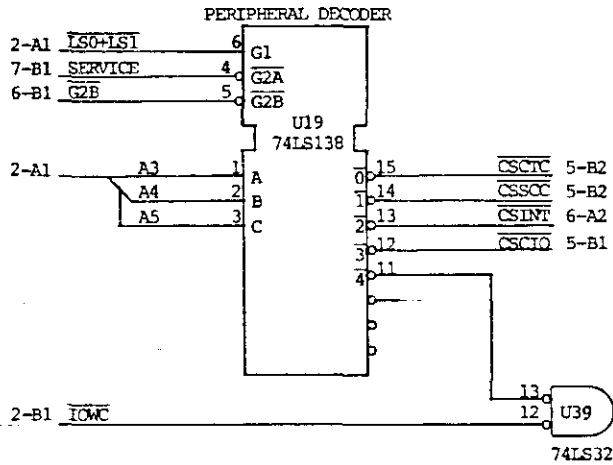 PERIPHERAL DECODER
2-A1 LS0+LS1 6 G1
7-B1 SERVICE 4 G2A
6-B1 G2B 5 G2B
U19
74LS138
2-A1 A3 1 A 0 15 CSCTC 5-B2
A4 2 B 1 14 CSSCC 5-B2
A5 3 C 2 13 CSINT 6-A2
3 12 CSCIO 5-B1
4 11
13
2-B1 IOWC 12 U39
74LS32